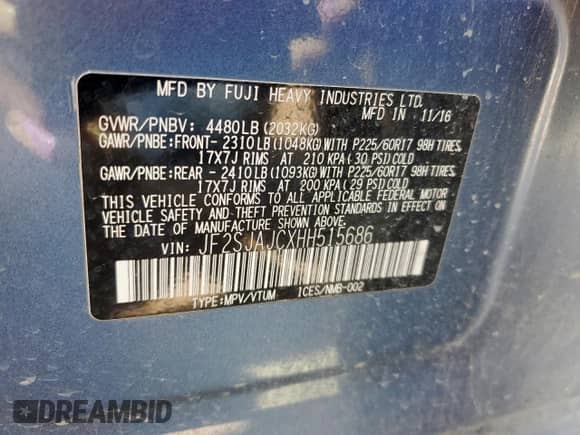 MFD BY FUJI HEAVY INDUSTRIES LTD.
MFD IN 11/16
GVWR/PNBV: 4480LB (2032KG)
GAWR/PNBE:FRONT- 2310LB (1048KG)WITH P225/60R17 98H TIRES,
17X7J RIMS AT 210 KPA (30 PSI)COLD
GAWR/PNBE:REAR - 2410LB (1093KG)WITH P225/60R17 98H TIRES,
17X7J RIMS AT 200 KPA (29 PSI)COLD
THIS VEHICLE CONFORMS TO ALL APPLICABLE FEDERAL MOTOR
VEHICLE SAFETY AND THEFT PREVENTION STANDARDS IN EFFECT ON
THE DATE OF MANUFACTURE SHOWN ABOVE.
VIN: JF2SJAJCXHH515686
TYPE:MPV/VTUM ICES/NMB-002
DREAMBID